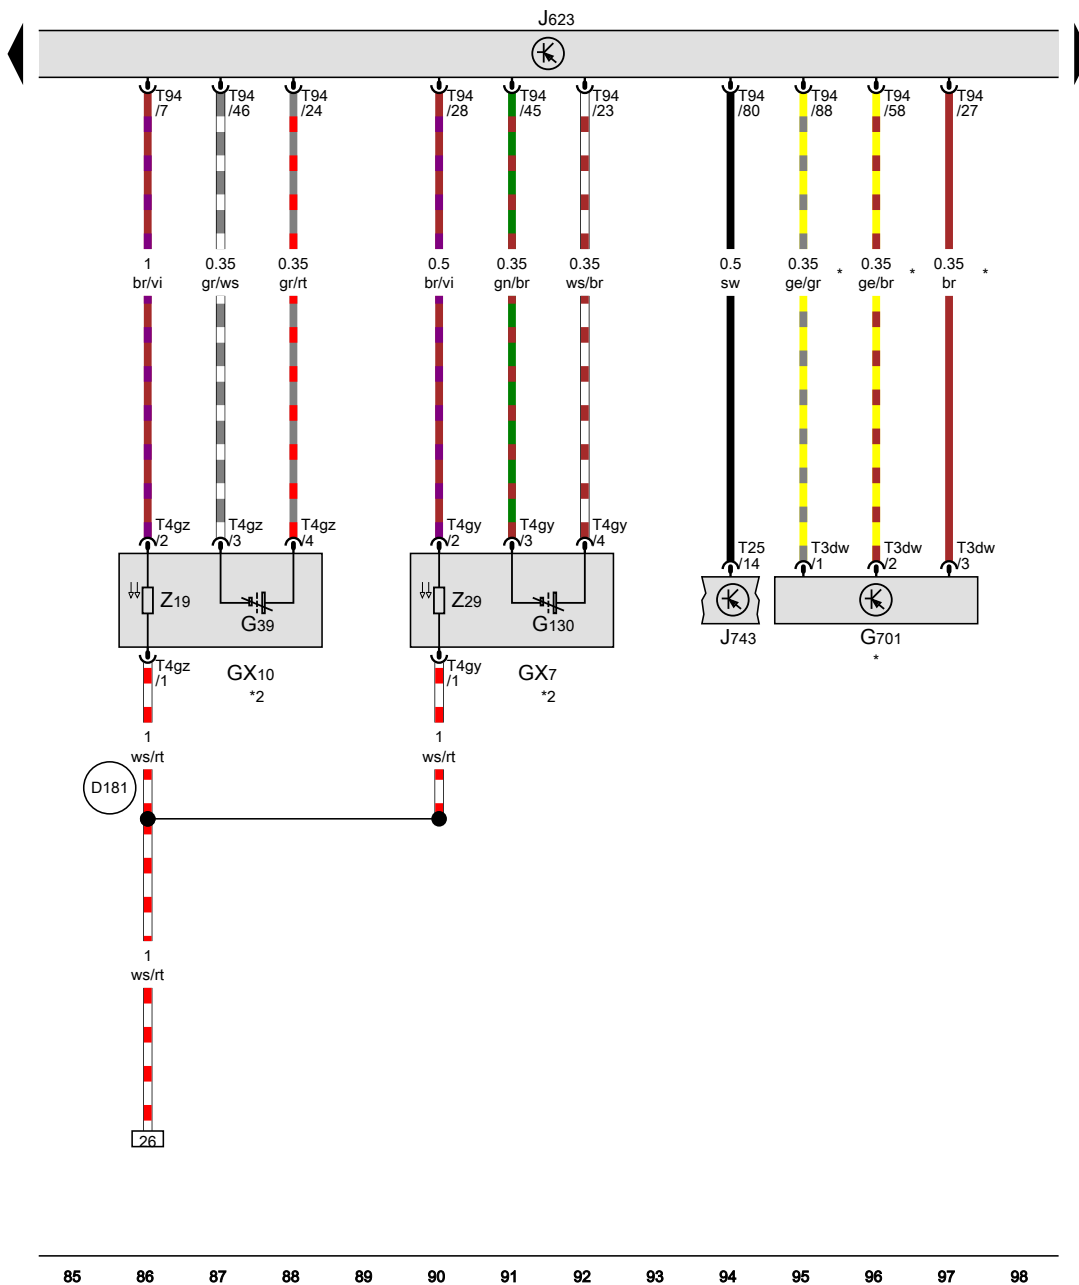 J623
T94 T94 T94 T94 T94 T94 T94 T94 T94 T94
/7 /46 /24 /28 /45 /23 /80 /88 /58 /27
1 0.35 0.35 0.5 0.35 0.35 0.5 0.35 * 0.35 * 0.35 *
br/vi gr/ws gr/rt br/vi gn/br ws/br sw ge/gr ge/br br
T4gz T4gz T4gz T4gy T4gy T4gy T25 T3dw T3dw T3dw
/2 /3 /4 /2 /3 /4 /14 /1 /2 /3
Z19 G39 Z29 G130
J743 G701
*
T4gz GX10 T4gy GX7
/1 *2 /1 *2
1 1
ws/rt ws/rt
D181
1
ws/rt
26
85 86 87 88 89 90 91 92 93 94 95 96 97 98